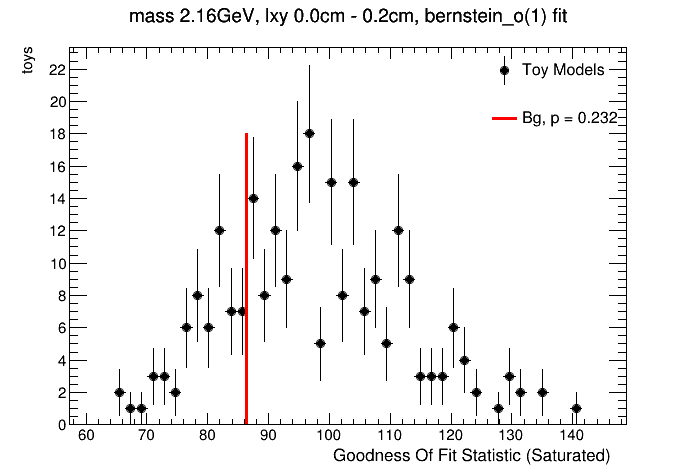 mass 2.16GeV, lxy 0.0cm - 0.2cm, bernstein_o(1) fit
toys
Toy Models
Bg, p = 0.232
22
20
18
16
14
12
10
8
6
4
2
0
60 70 80 90 100 110 120 130 140
Goodness Of Fit Statistic (Saturated)